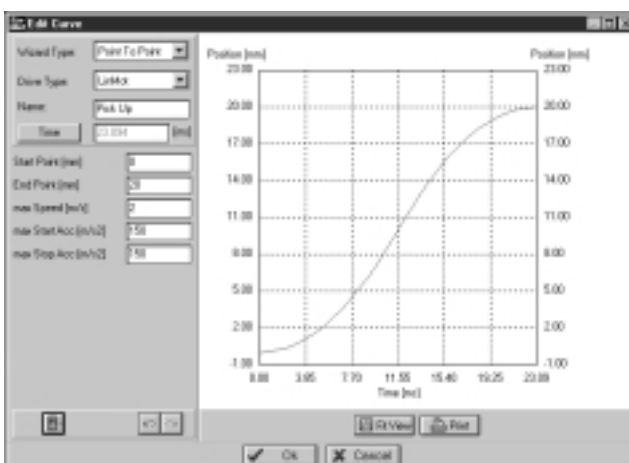 Edit Curve
Wizard Type: Point To Point
Drive Type: LinMot
Name: Pick Up
Time 23.094 [ms]
Start Point [mm] 0
End Point [mm] 20
max Speed [m/s] 2
max Start Acc [m/s2] 150
max Stop Acc [m/s2] 150
Position [mm] Position [mm]
23.00 23.00
20.00 20.00
17.00 17.00
14.00 14.00
11.00 11.00
8.00 8.00
5.00 5.00
2.00 2.00
-1.00 -1.00
0.00 3.85 7.70 11.55 15.40 19.25 23.09
Time [ms]
Fit View Print
Ok Cancel